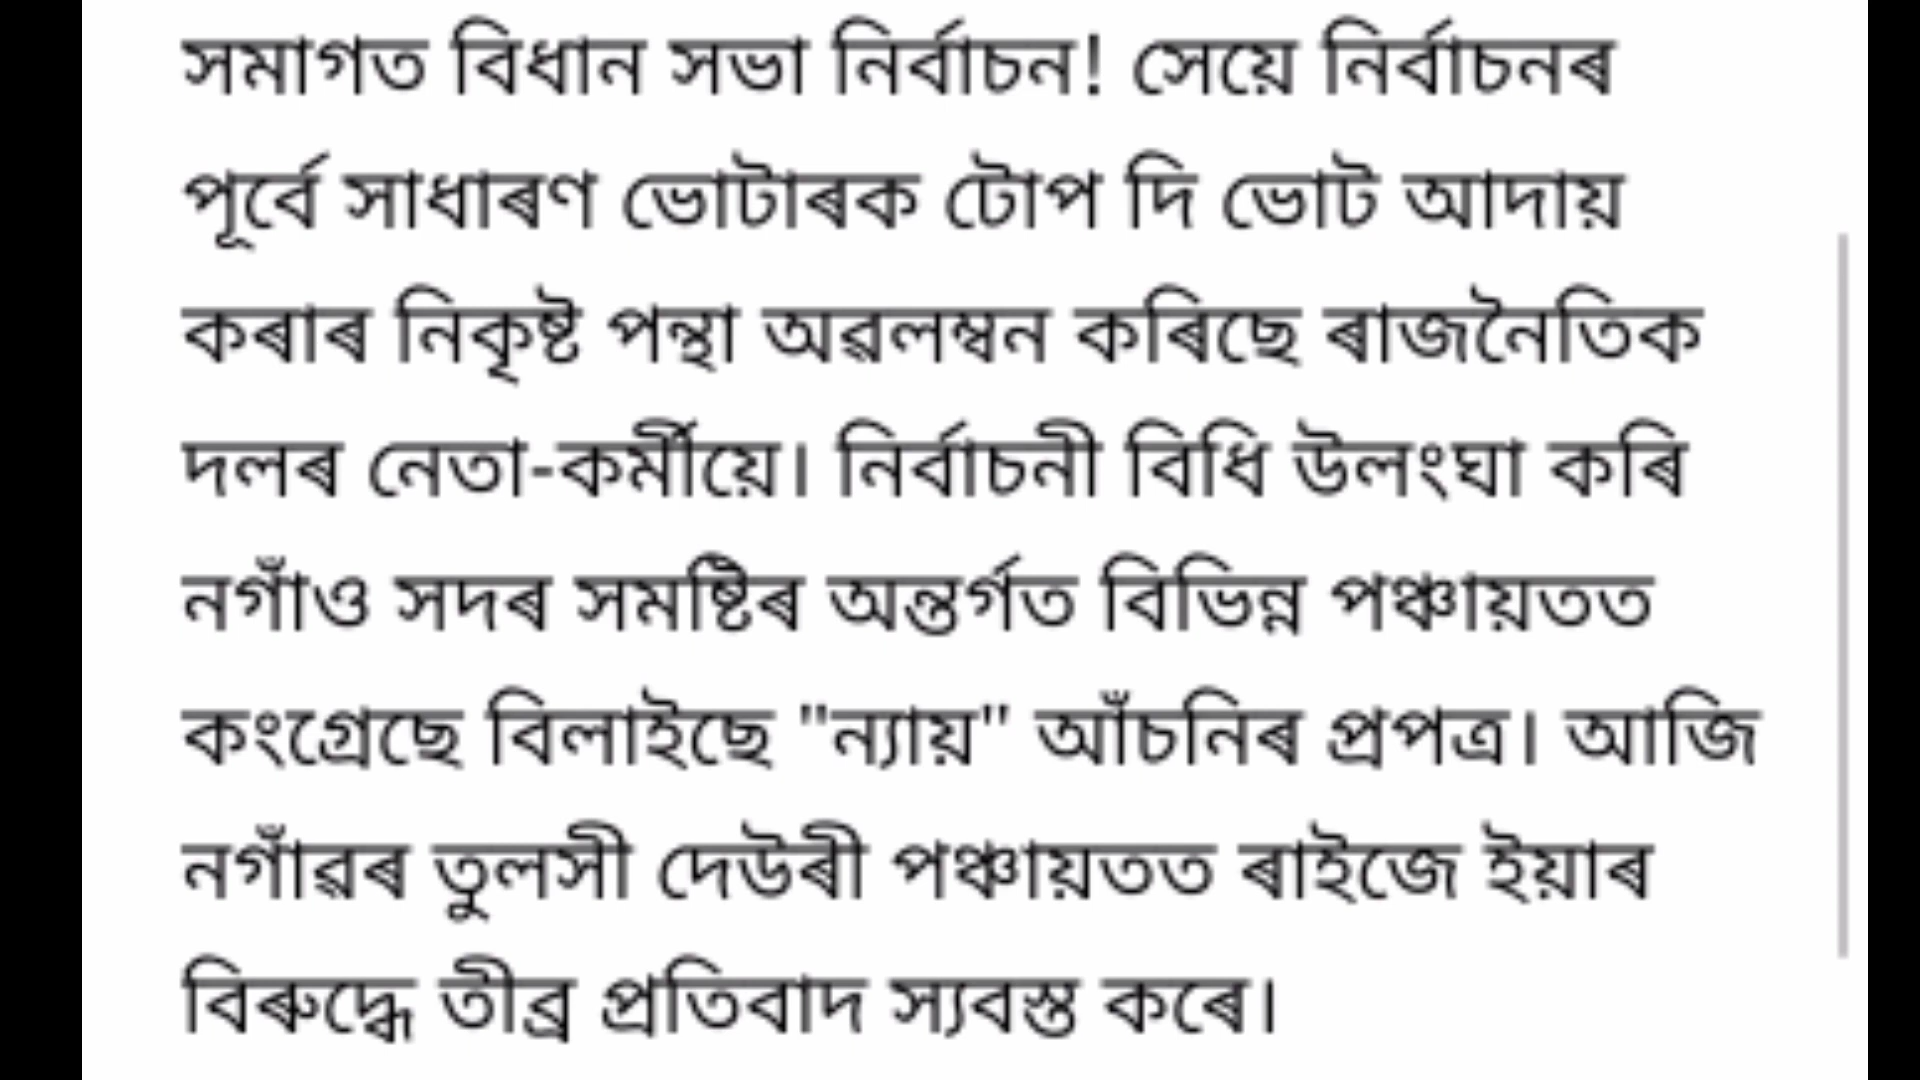 সমাগত বিধান সভা নিৰ্বাচন! সেয়ে নিৰ্বাচনৰ
পূৰ্বে সাধাৰণ ভোটাৰক টোপ দি ভোট আদায়
কৰাৰ নিকৃষ্ট পন্থা অৱলম্বন কৰিছে ৰাজনৈতিক
দলৰ নেতা-কৰ্মীয়ে। নিৰ্বাচনী বিধি উলংঘা কৰি
নগাঁও সদৰ সমষ্টিৰ অন্তৰ্গত বিভিন্ন পঞ্চায়তত
কংগ্ৰেছে বিলাইছে "ন্যায়" আঁচনিৰ প্ৰপত্ৰ। আজি
নগাঁৱৰ তুলসী দেউৰী পঞ্চায়তত ৰাইজে ইয়াৰ
বিৰুদ্ধে তীব্ৰ প্ৰতিবাদ স্যবস্ত কৰে।